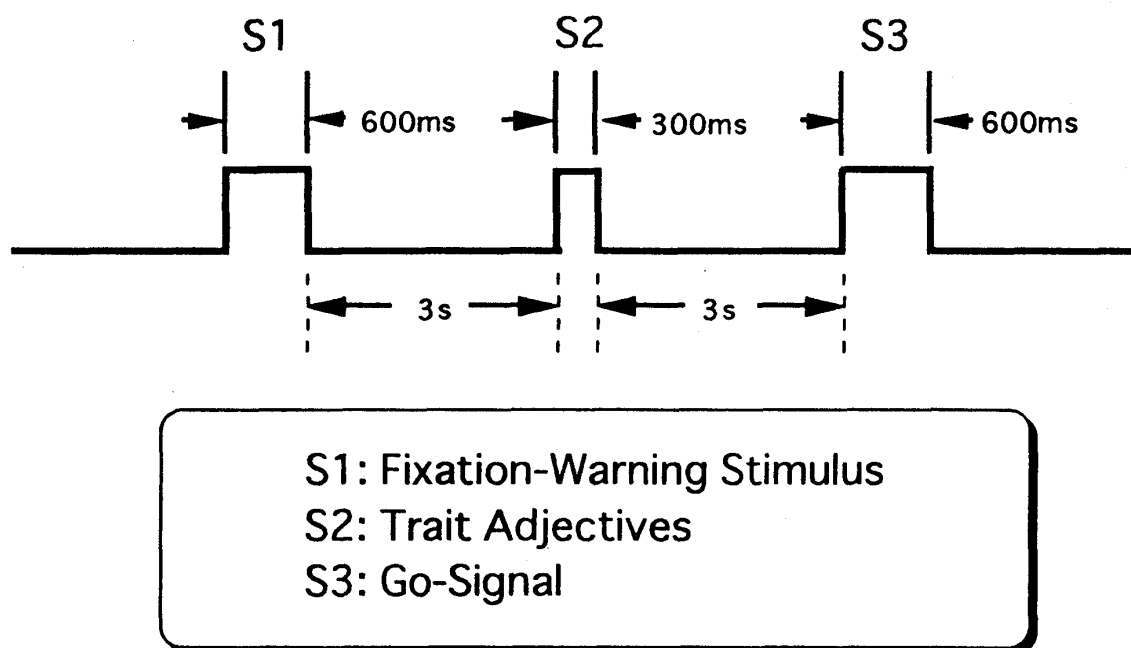 S1 S2 S3
600ms 300ms 600ms
3s 3s
S1: Fixation-Warning Stimulus
S2: Trait Adjectives
S3: Go-Signal